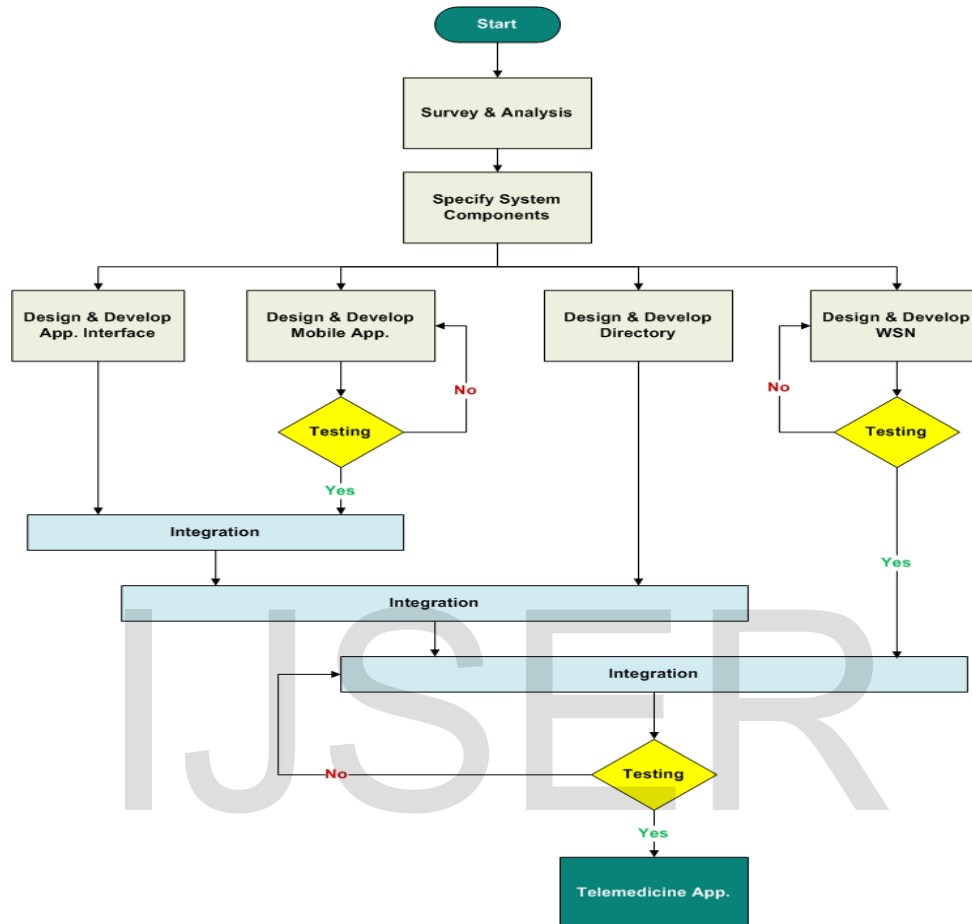 Start
Survey & Analysis
Specify System
Components
Design & Develop
App. Interface
Design & Develop
Mobile App.
Design & Develop
Directory
Design & Develop
WSN
No
No
Testing
Testing
Yes
Integration
Yes
Integration
IJSER
Integration
No
Testing
Yes
Telemedicine App.